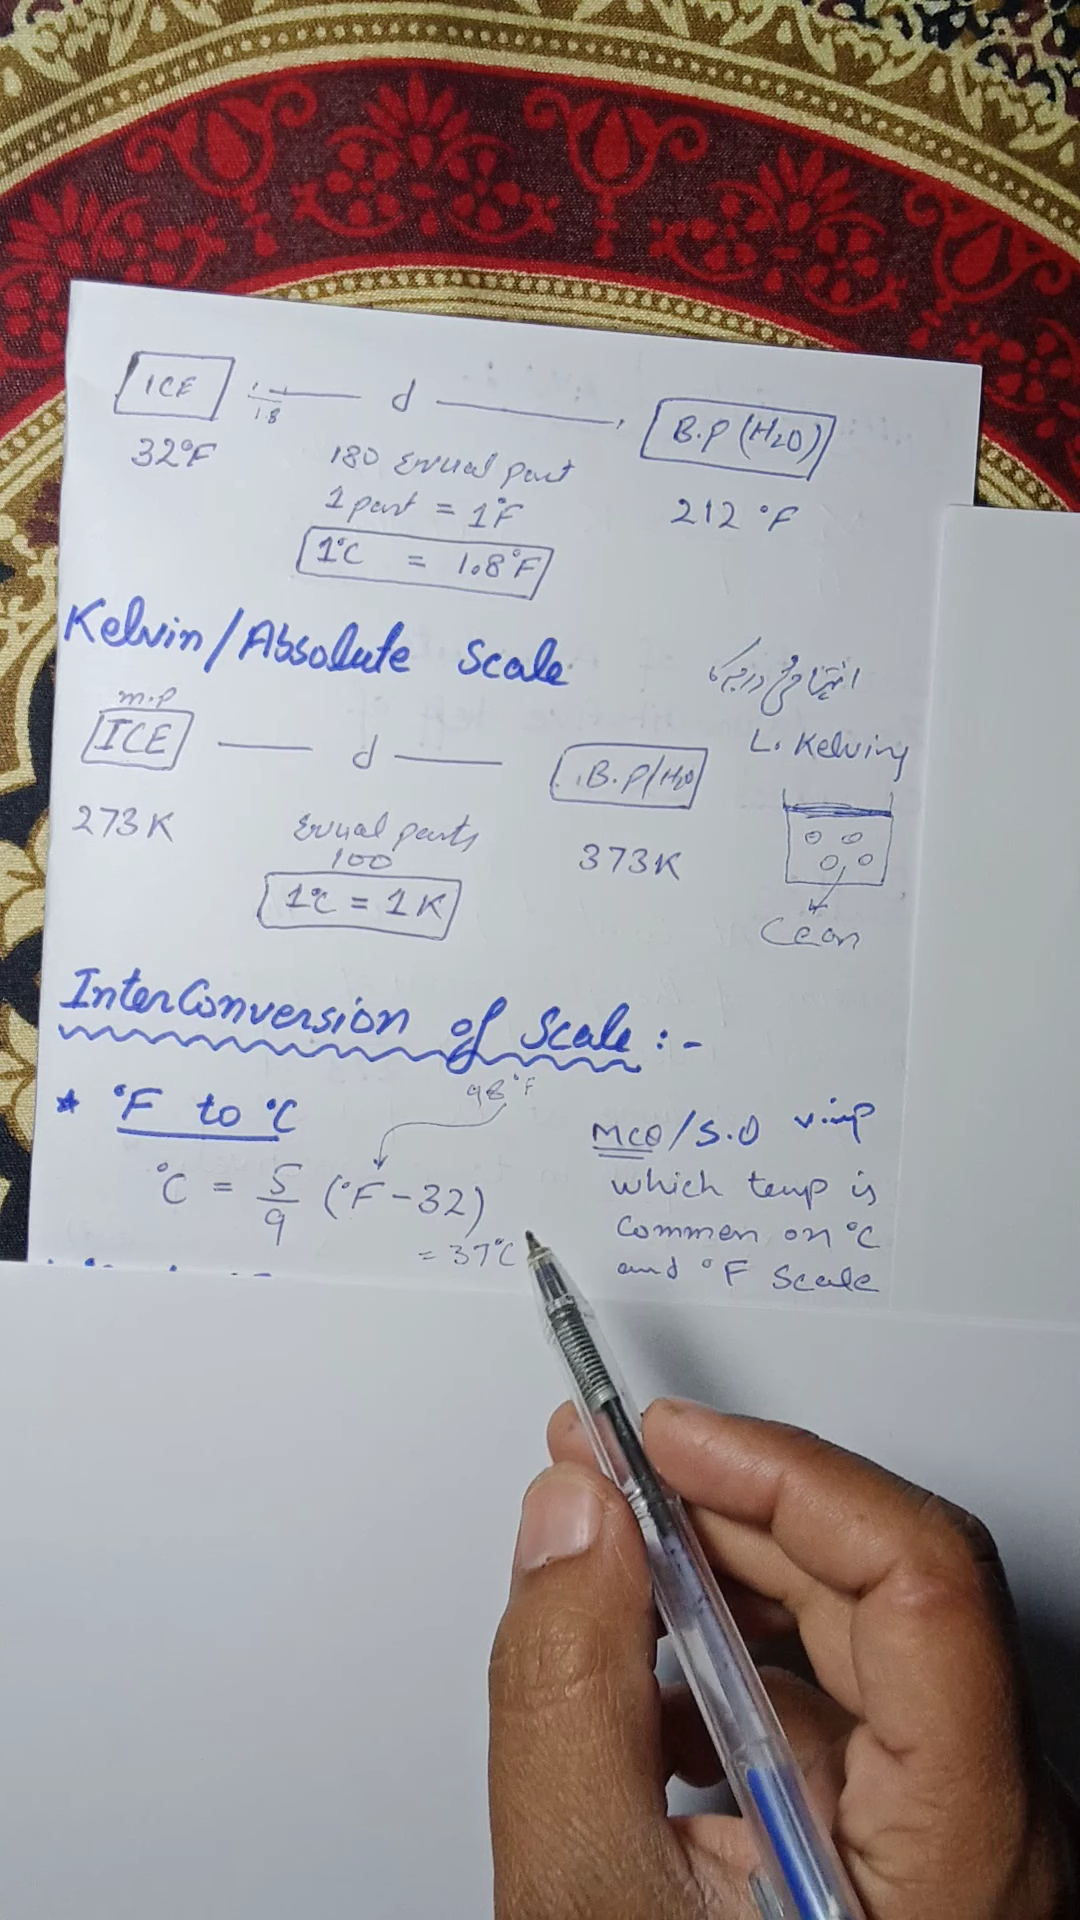 ICE
1.8
d
B.P (H₂O)
32°F
180 Equal part
212 °F
1 part = 1°F
1°C = 1.8°F
Kelvin/Absolute Scale
m.p
ICE
d
B.P/H₂O
L. Kelving
273K
Equal parts
100
373K
1°C = 1K
InterConversion of Scale :-
98°F
* °F to °C
°C = 5/9 (°F - 32)
= 37°C
MCQ/S.Q v.imp
which temp is
Common on °C
and °F Scale